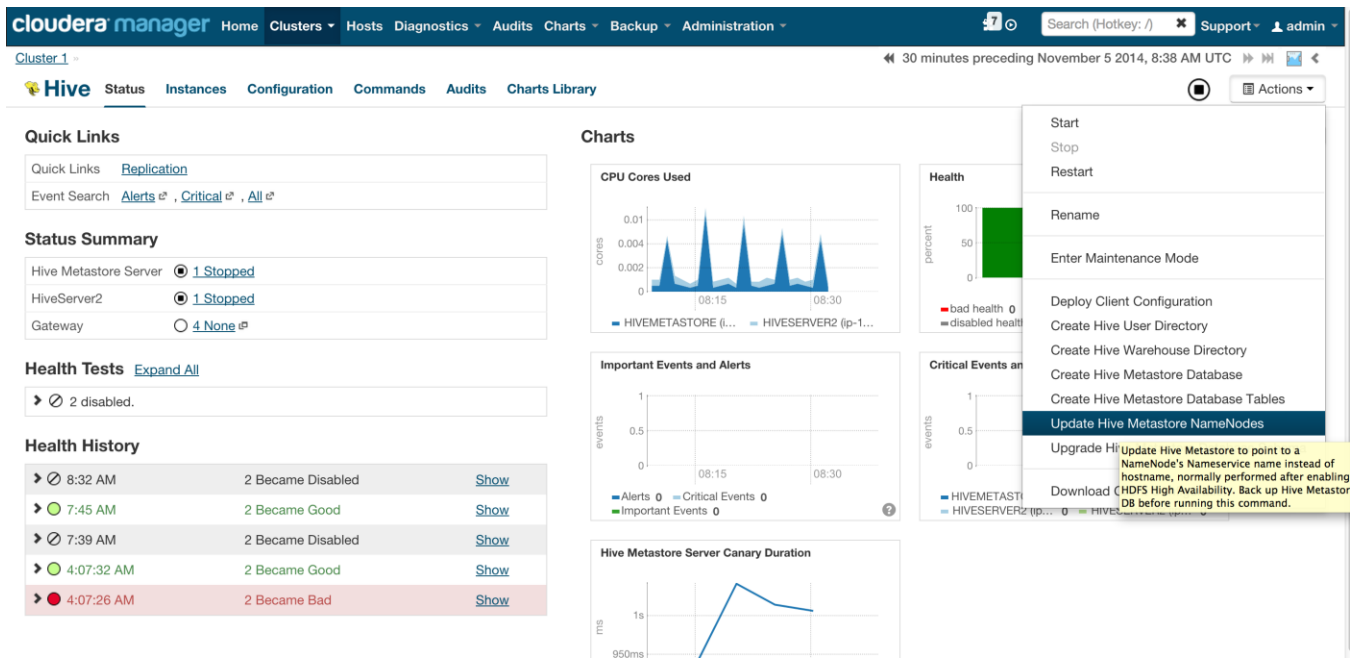 cloudera manager Home Clusters Hosts Diagnostics Audits Charts Backup Administration 7 Search (Hotkey: /) Support admin
Cluster 1 30 minutes preceding November 5 2014, 8:38 AM UTC
Hive Status Instances Configuration Commands Audits Charts Library Actions
Quick Links
Quick Links Replication
Event Search Alerts , Critical , All
Status Summary
Hive Metastore Server 1 Stopped
HiveServer2 1 Stopped
Gateway 4 None
Health Tests Expand All
2 disabled.
Health History
8:32 AM 2 Became Disabled Show
7:45 AM 2 Became Good Show
7:39 AM 2 Became Disabled Show
4:07:32 AM 2 Became Good Show
4:07:26 AM 2 Became Bad Show
Charts
CPU Cores Used
cores
0.01
0.004
0.002
0
08:15 08:30
HIVEMETASTORE (i... HIVESERVER2 (ip-1...
Health
percent
100
50
0
bad health 0
disabled health
Important Events and Alerts
events
1
0.5
0
08:15 08:30
Alerts 0 Critical Events 0
Important Events 0
Critical Events an
events
1
0.5
0
HIVEMETAST
HIVESERVER2 (ip... 0
Hive Metastore Server Canary Duration
ms
1s
950ms
Start
Stop
Restart
Rename
Enter Maintenance Mode
Deploy Client Configuration
Create Hive User Directory
Create Hive Warehouse Directory
Create Hive Metastore Database
Create Hive Metastore Database Tables
Update Hive Metastore NameNodes
Upgrade Hi
Download C
Update Hive Metastore to point to a
NameNode's Nameservice name instead of
hostname, normally performed after enabling
HDFS High Availability. Back up Hive Metastor
DB before running this command.